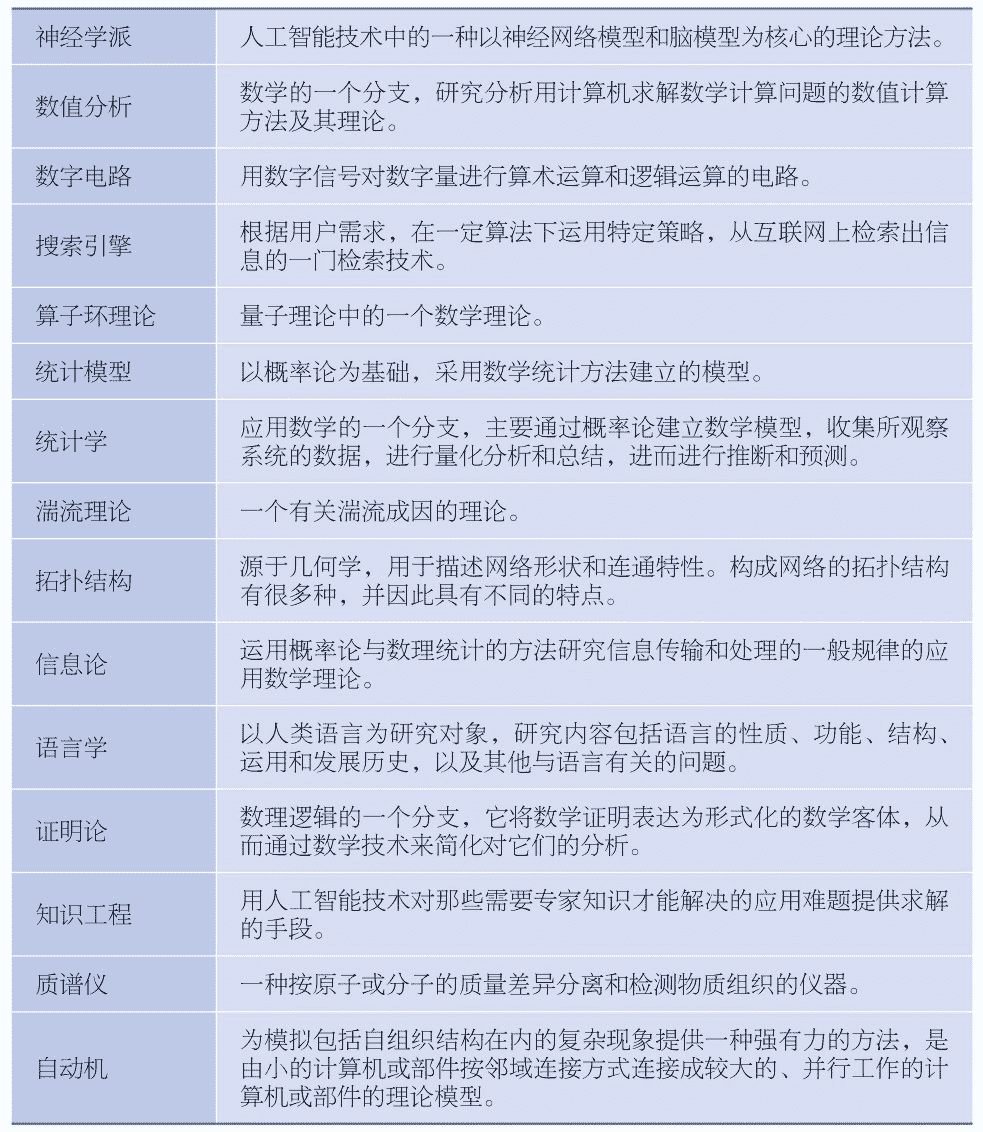 神经学派
人工智能技术中的一种以神经网络模型和脑模型为核心的理论方法。
数值分析
数学的一个分支，研究分析用计算机求解数学计算问题的数值计算
方法及其理论。
数字电路
用数字信号对数字量进行算术运算和逻辑运算的电路。
搜索引擎
根据用户需求，在一定算法下运用特定策略，从互联网上检索出信
息的一门检索技术。
算子环理论
量子理论中的一个数学理论。
统计模型
以概率论为基础，采用数学统计方法建立的模型。
统计学
应用数学的一个分支，主要通过概率论建立数学模型，收集所观察
系统的数据，进行量化分析和总结，进而进行推断和预测。
湍流理论
一个有关湍流成因的理论。
拓扑结构
源于几何学，用于描述网络形状和连通特性。构成网络的拓扑结构
有很多种，并因此具有不同的特点。
信息论
运用概率论与数理统计的方法研究信息传输和处理的一般规律的应
用数学理论。
语言学
以人类语言为研究对象，研究内容包括语言的性质、功能、结构、
运用和发展历史，以及其他与语言有关的问题。
证明论
数理逻辑的一个分支，它将数学证明表达为形式化的数学客体，从
而通过数学技术来简化对它们的分析。
知识工程
用人工智能技术对那些需要专家知识才能解决的应用难题提供求解
的手段。
质谱仪
一种按原子或分子的质量差异分离和检测物质组织的仪器。
自动机
为模拟包括自组织结构在内的复杂现象提供一种强有力的方法，是
由小的计算机或部件按邻域连接方式连接成较大的、并行工作的计
算机或部件的理论模型。